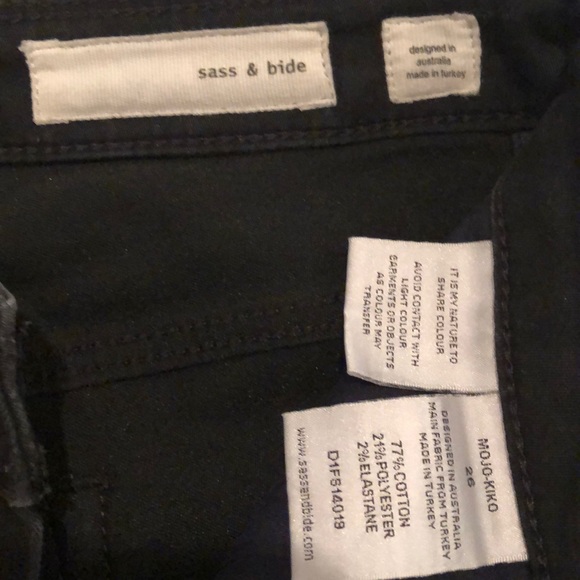 sass & bide
designed in
australia
made in turkey
IT IS MY NATURE TO
SHARE COLOUR
AVOID CONTACT WITH
LIGHT COLOUR
GARMENTS OR OBJECTS
AS COLOUR MAY
TRANSFER
MOJO-KIKO
26
DESIGNED IN AUSTRALIA
MAIN FABRIC FROM TURKEY
MADE IN TURKEY
77% COTTON
21% POLYESTER
2% ELASTANE
D1FS14019
www.sassandbide.com